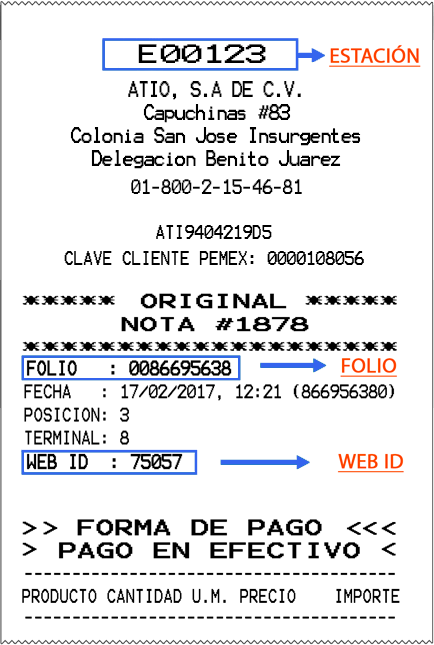 E00123 ESTACIÓN
ATIO, S.A DE C.V.
Capuchinas #83
Colonia San Jose Insurgentes
Delegacion Benito Juarez
01-800-2-15-46-81
ATI9404219D5
CLAVE CLIENTE PEMEX: 0000108056
***** ORIGINAL *****
NOTA #1878
*********************
FOLIO : 0086695638 FOLIO
FECHA : 17/02/2017, 12:21 (866956380)
POSICION: 3
TERMINAL: 8
WEB ID : 75057 WEB ID
>> FORMA DE PAGO <<<
> PAGO EN EFECTIVO <
---------------------------------------
PRODUCTO CANTIDAD U.M. PRECIO IMPORTE
---------------------------------------